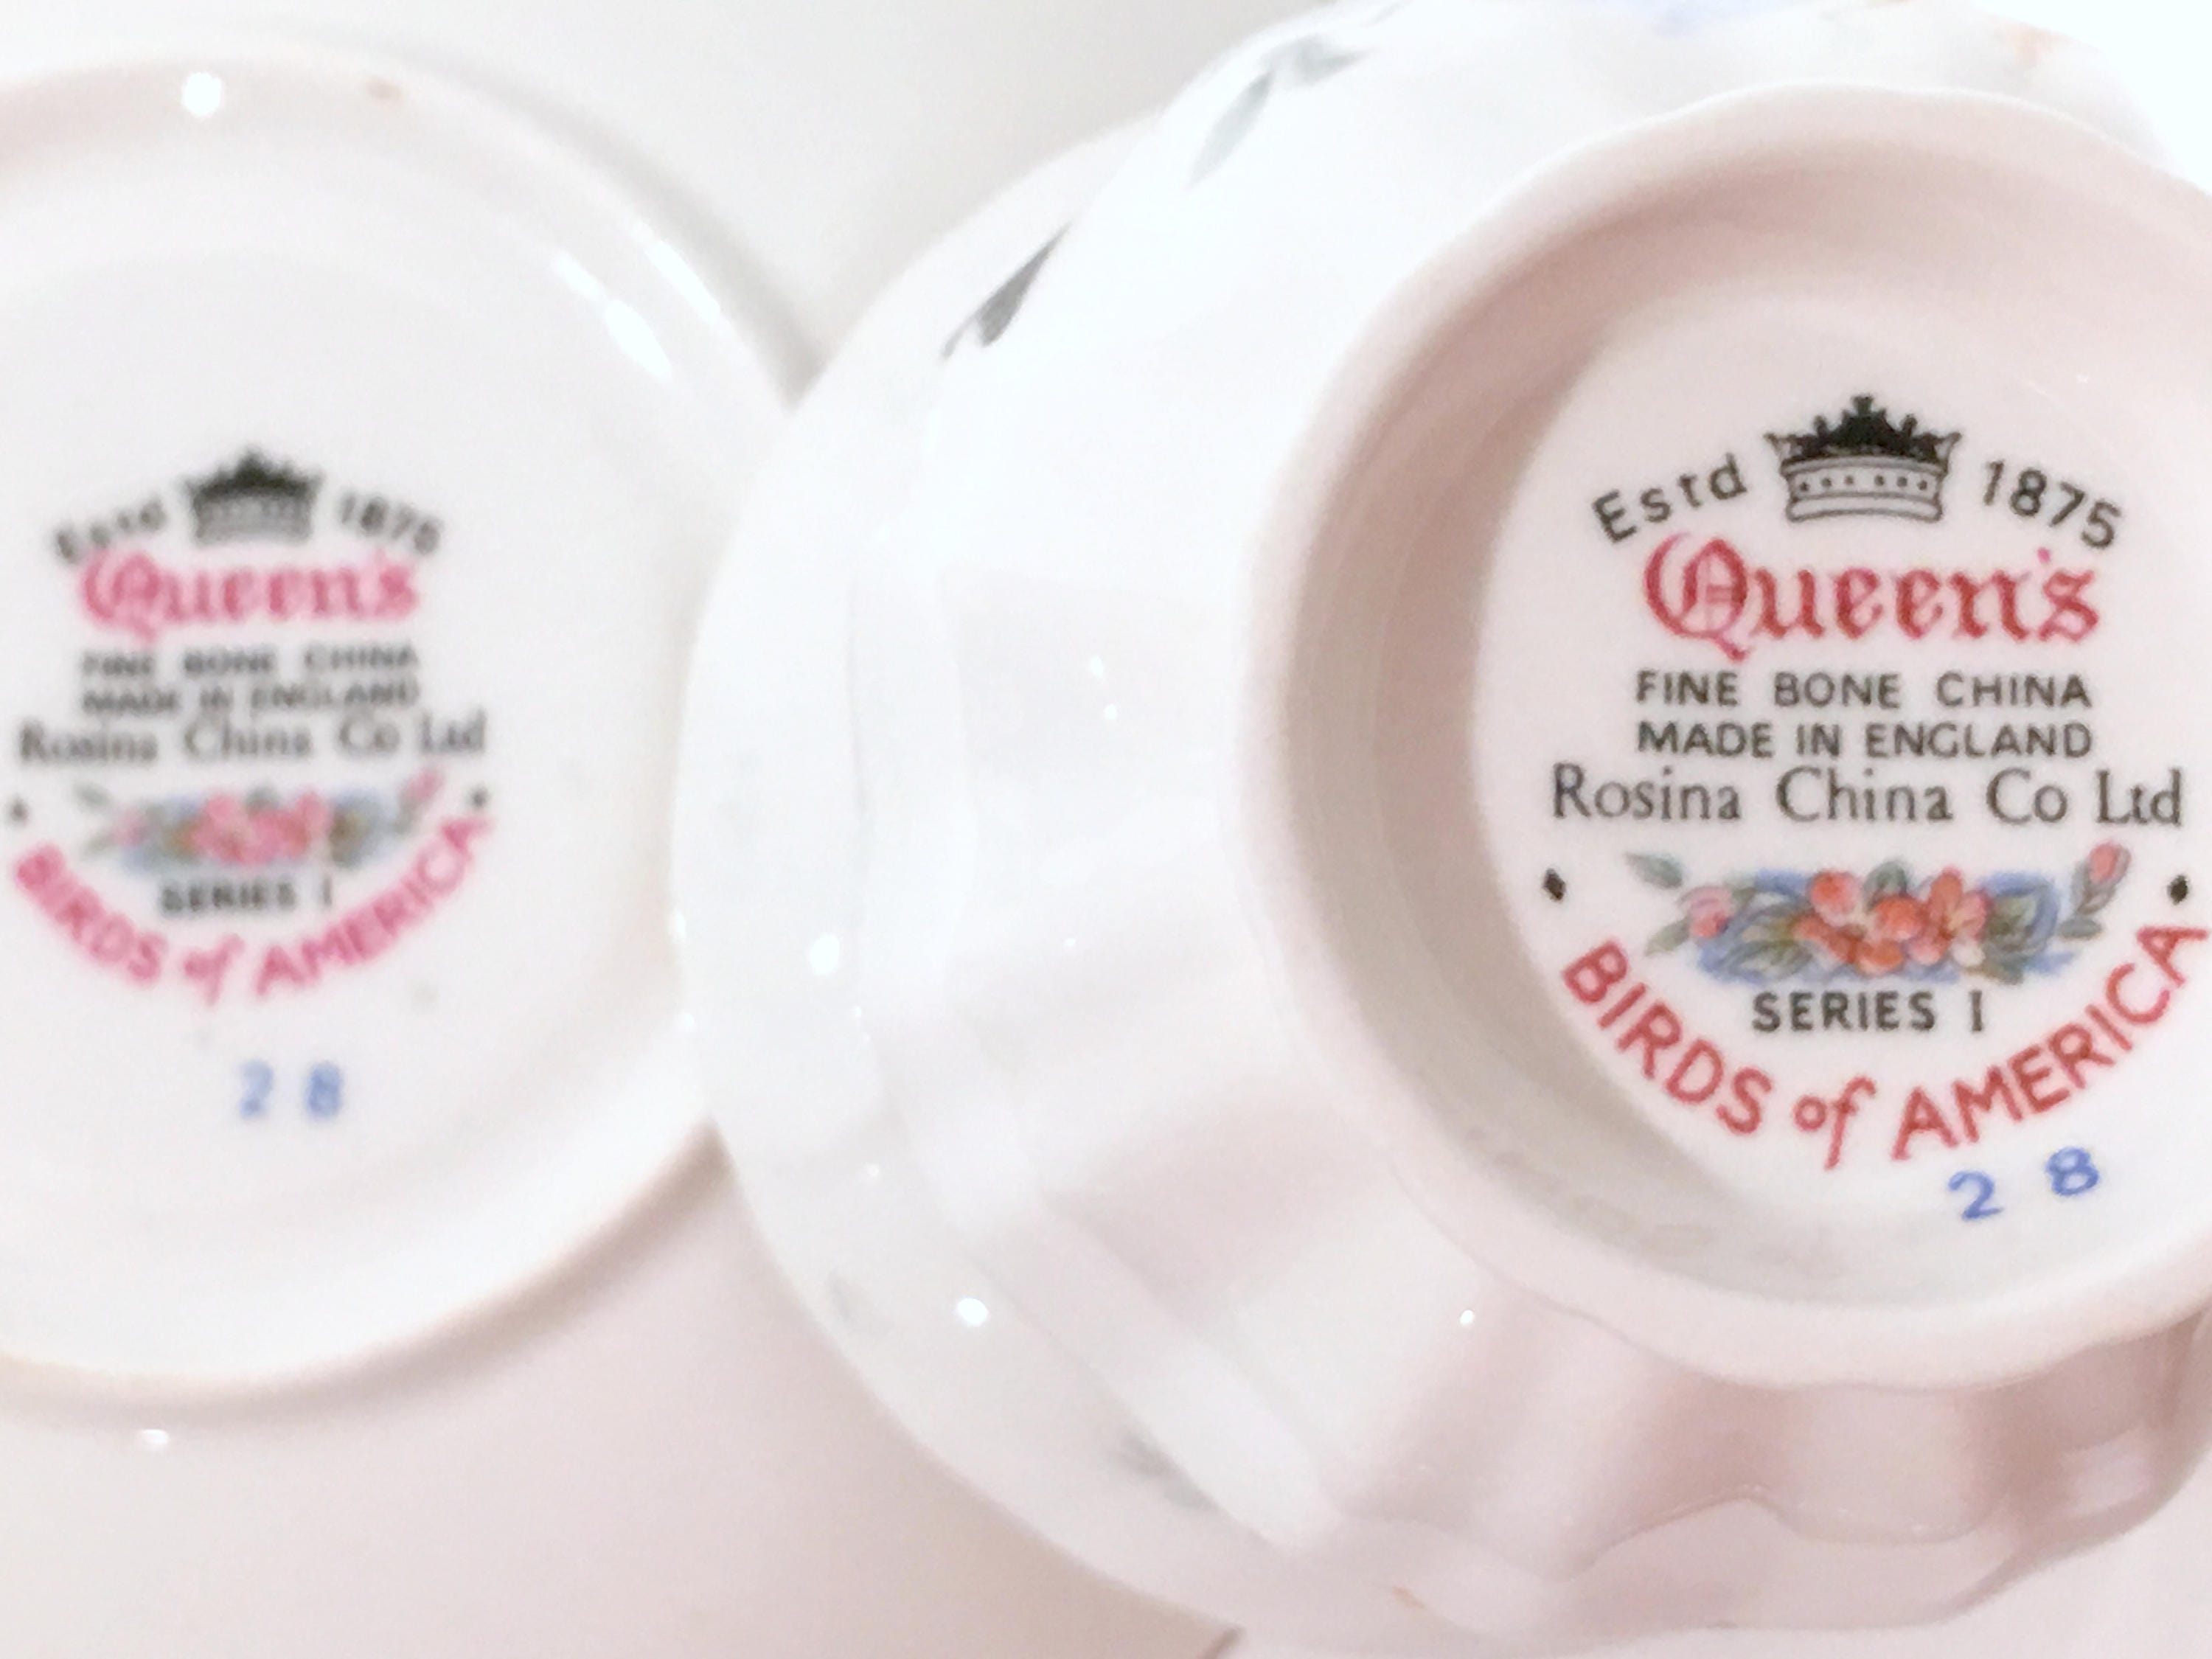 Estd 1875
Queen's
FINE BONE CHINA
MADE IN ENGLAND
Rosina China Co Ltd
SERIES I
BIRDS of AMERICA
2 8
Estd 1875
Queen's
FINE BONE CHINA
MADE IN ENGLAND
Rosina China Co Ltd
SERIES I
BIRDS of AMERICA
2 8